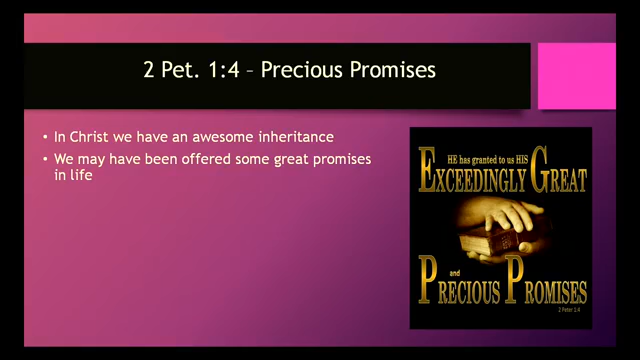 2 Pet. 1:4 – Precious Promises
• In Christ we have an awesome inheritance
• We may have been offered some great promises
in life
HE has granted to us HIS
EXCEEDINGLY GREAT
and
PRECIOUS PROMISES
2 Peter 1:4